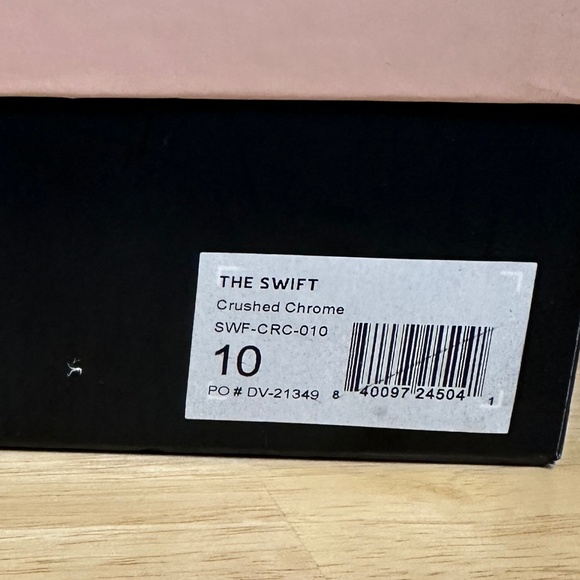 THE SWIFT
Crushed Chrome
SWF-CRC-010
10
PO # DV-21349
8 40097 24504 1